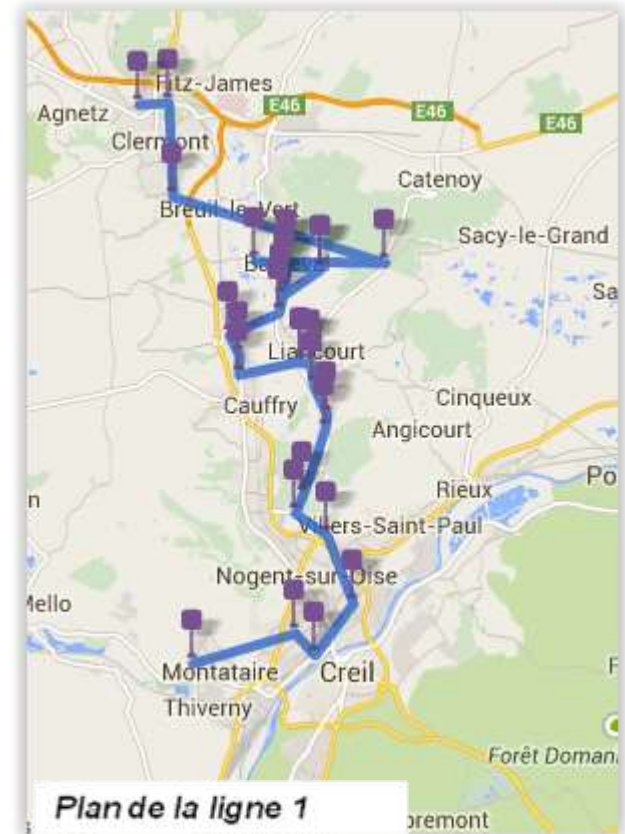 Fitz-James
Agnetz
E46
E46
E46
Clermont
Catenoy
Breuil-le-Vert
Sacy-le-Grand
Sa
Liancourt
Cinqueux
Cauffry
Angicourt
Po
Rieux
n
Villers-Saint-Paul
Nogent-sur-Oise
Mello
Montataire
Creil
F
Thiverny
Forêt Doman
Plan de la ligne 1
premont